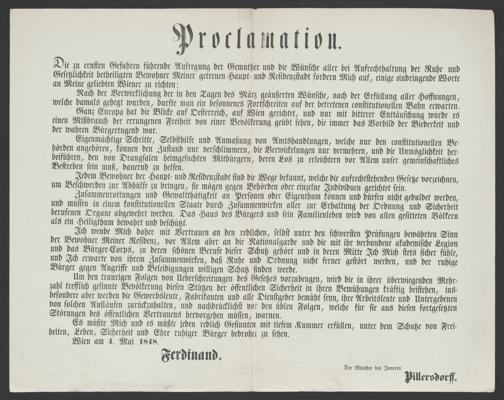 Proclamation.
Die zu ernsten Gefahren führende Aufregung der Gemüther und die Wünsche aller bei Aufrechthaltung der Ruhe und
Gesetzlichkeit betheiligten Bewohner Meiner getreuen Haupt- und Residenzstadt fordern Mich auf, einige eindringende Worte
an Meine geliebten Wiener zu richten:
Nach der Verwirklichung der in den Tagen des März geäußerten Wünsche, nach der Erfüllung aller Hoffnungen,
welche damals gehegt wurden, durfte man ein besonnenes Fortschreiten auf der betretenen constitutionellen Bahn erwarten.
Ganz Europa hat die Blicke auf Oesterreich, auf Wien gerichtet, und nur mit bitterer Enttäuschung würde es
einen Mißbrauch der errungenen Freiheit von einer Bevölkerung geübt sehen, die immer das Vorbild der Biederkeit und
der wahren Bürgertugend war.
Eigenmächtige Schritte, Selbsthilfe und Anmaßung von Amtshandlungen, welche nur den constitutionellen Be-
hörden angehören, können den Zustand nur verschlimmern, die Verwirklungen nur vermehren, und die Unmöglichkeit her-
beiführen, den von Drangsalen heimgesuchten Mitbürgern, deren Los zu erleichtern vor Allem unser gemeinschaftliches
Bestreben sein muß, dauernd zu helfen.
Jedem Bewohner der Haupt- und Residenzstadt sind die Wege bekannt, welche die aufrechtstehenden Gesetze vorzeichnen,
um Beschwerden zur Abhülfe zu bringen, sie mögen gegen Behörden oder einzelne Individuen gerichtet sein.
Zusammenrottungen und Gewaltthätigkeit an Personen oder Eigenthum können und dürfen nicht geduldet werden,
und müssen in einem konstitutionellen Staate durch Zusammenwirken aller zur Erhaltung der Ordnung und Sicherheit
berufenen Organe abgewehrt werden. Das Haus des Bürgers und sein Familienleben wird von allen gesitteten Völkern
als ein Heiligthum bewahrt und beschützt.
Ich wende Mich daher mit Vertrauen an den redlichen, selbst unter den schwersten Prüfungen bewährten Sinn
der Bewohner Meiner Residenz, vor Allem aber an die Nationalgarde und die mit ihr verbundene akademische Legion
und das Bürger-Corps, zu deren schönen Berufe dieser Schutz gehört und in deren Mitte Ich Mich stets sicher fühle,
und Ich erwarte von ihrem Zusammenwirken, daß Ruhe und Ordnung nicht ferner gestört werden, und der ruhige
Bürger gegen Angriffe und Beleidigungen willigen Schutz finden werde.
Um den traurigen Folgen von Ueberschreitungen des Gesetzes vorzubeugen, wird die in ihrer überwiegenden Mehr-
zahl trefflich gesinnte Bevölkerung diesen Stützen der öffentlichen Sicherheit in ihren Bemühungen kräftig beistehen, ins-
besondere aber werden die Gewerbsleute, Fabrikanten und alle Dienstgeber bemüht seyn, ihre Arbeitsleute und Untergebenen
von solchen Aufläufen zurückzuhalten, und nachdrücklichst vor den üblen Folgen, welche für sie aus diesen fortgesetzten
Störungen des öffentlichen Vertrauens hervorgehen müssen, warnen.
Es müßte Mich und es müßte jeden redlich Gesinnten mit tiefem Kummer erfüllen, unter dem Schutze von Frei-
heiten, Leben, Sicherheit und Ehre ruhiger Bürger bedroht zu sehen.
Wien am 4. Mai 1848.
Ferdinand.
Der Minister des Inneren
Pillersdorff.